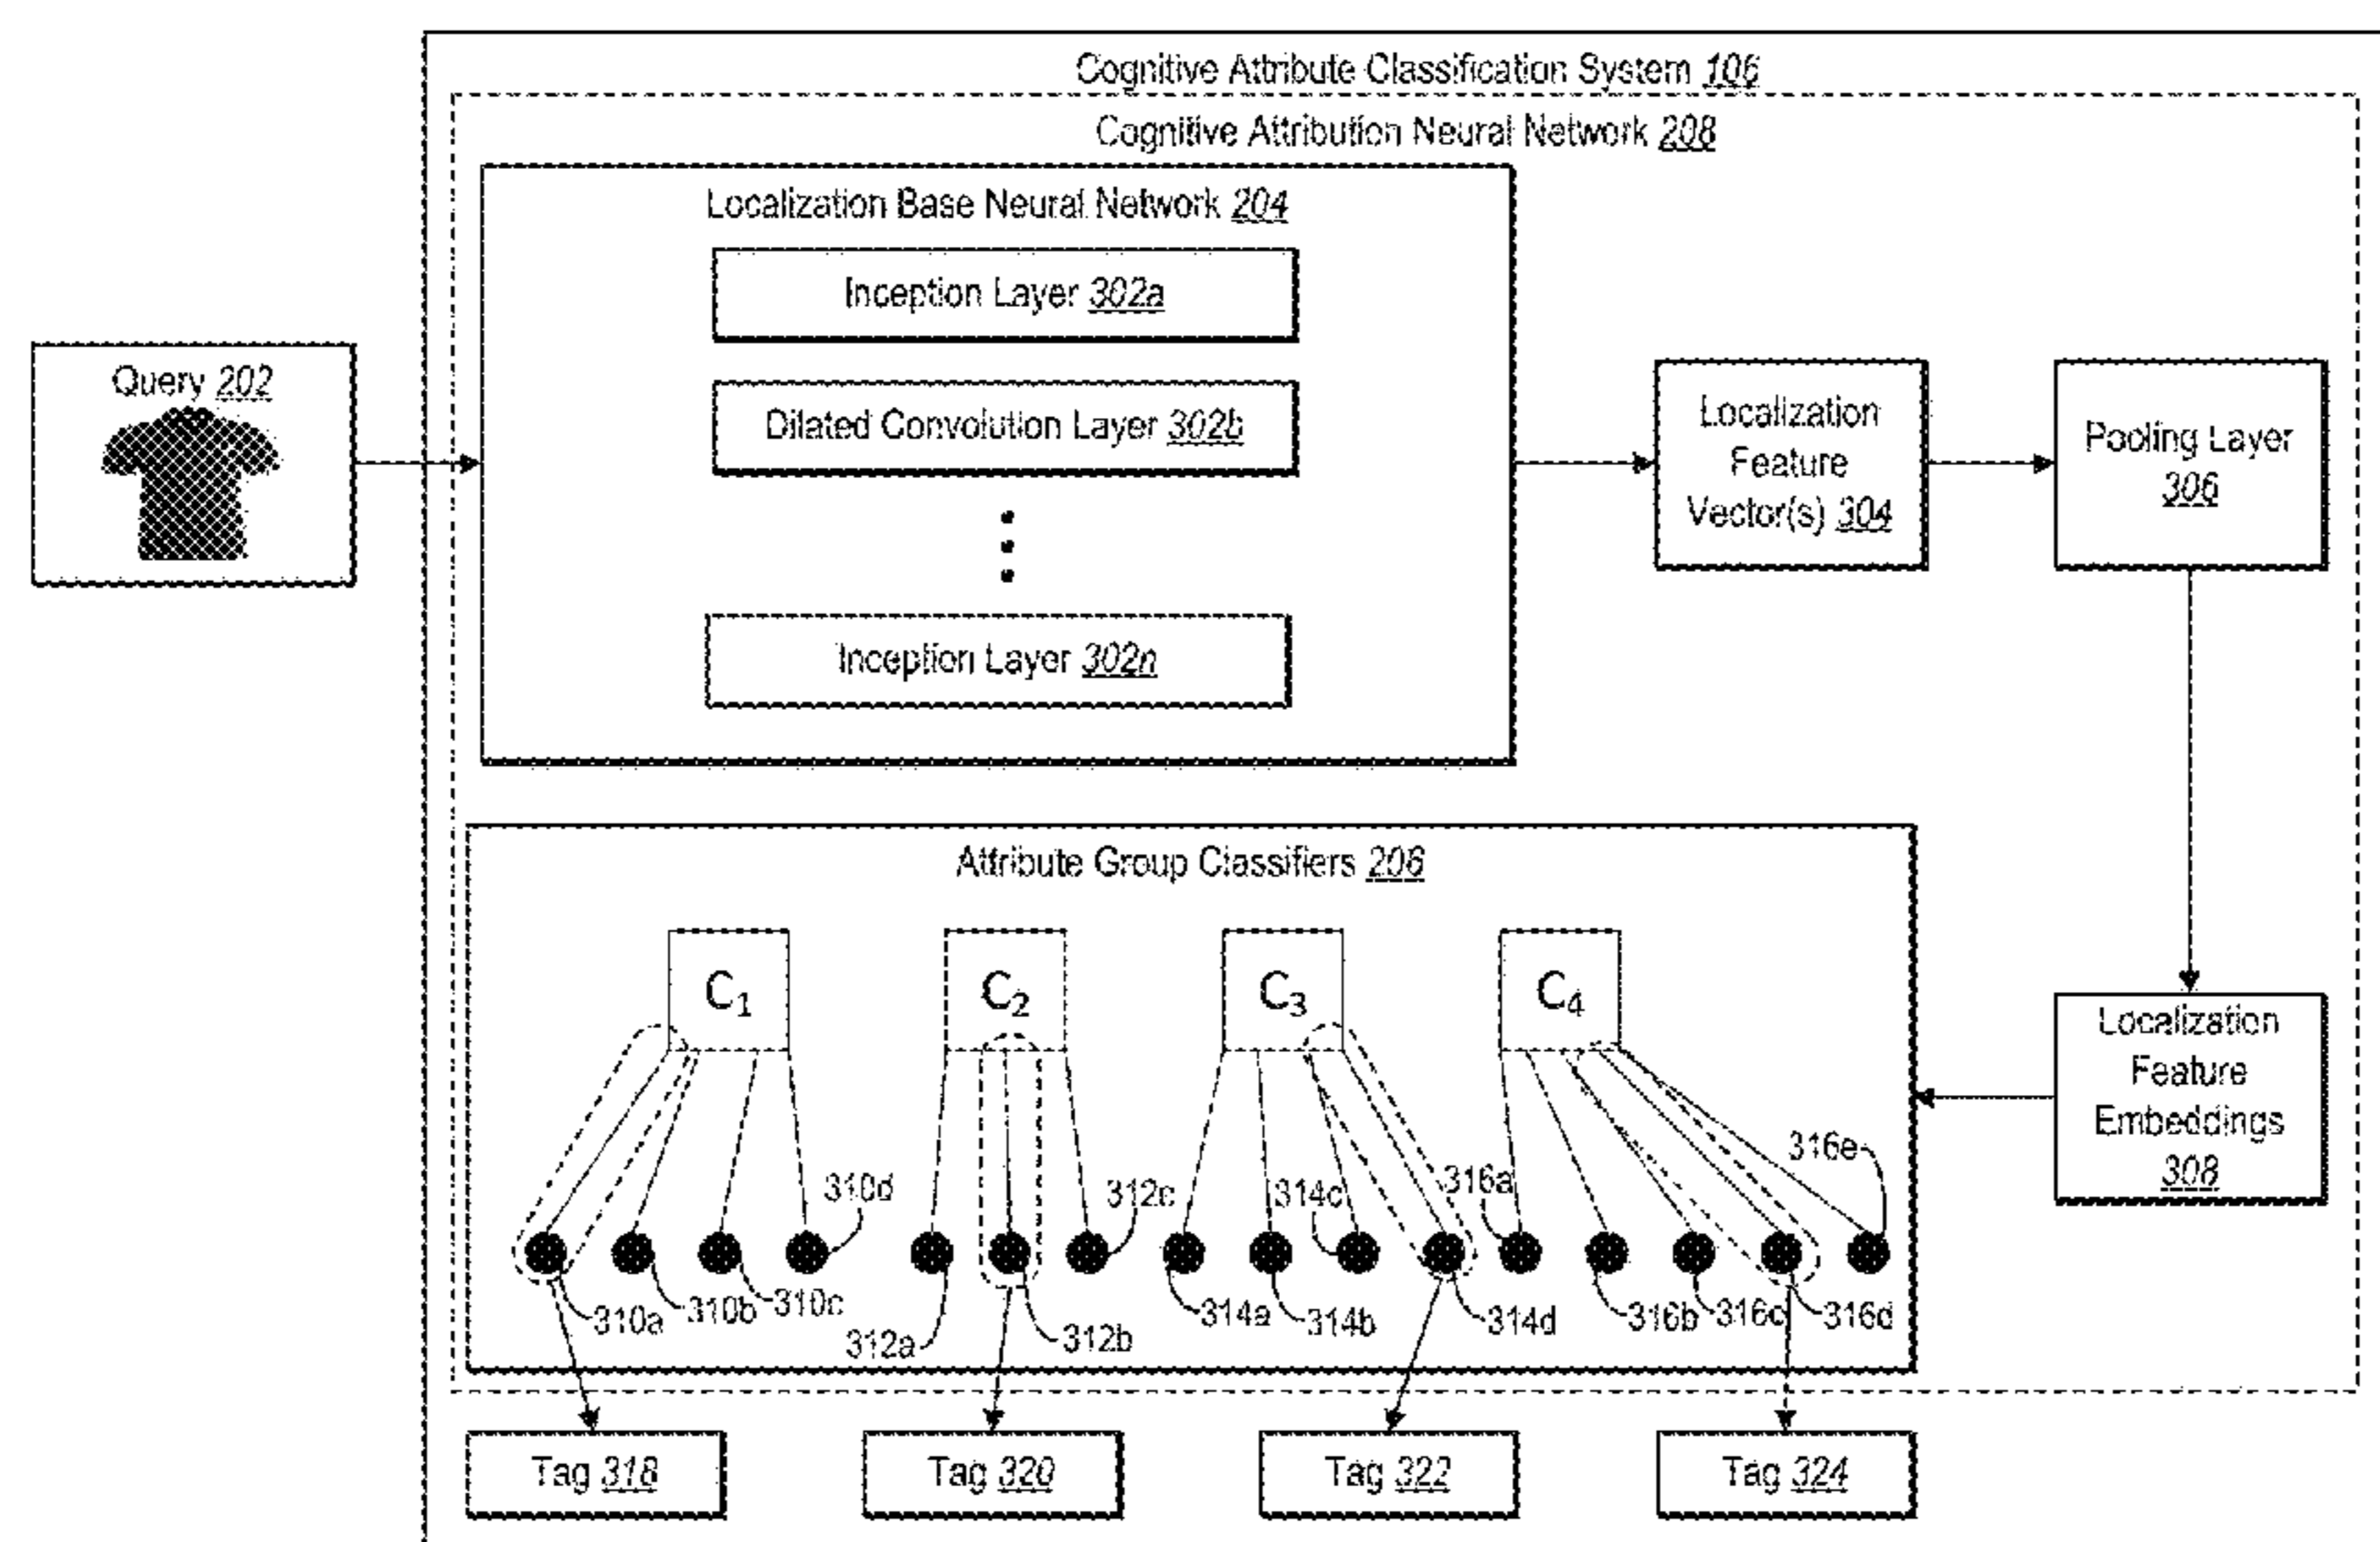 Cognitive Attribute Classification System 106
Cognitive Attribution Neural Network 208
Localization Base Neural Network 204
Inception Layer 302a
Query 202
Dilated Convolution Layer 302b
Localization
Feature
Vector(s) 304
Pooling Layer
306
Inception Layer 302n
Attribute Group Classifiers 206
C1
C2
C3
C4
Localization
Feature
Embeddings
308
310a
310b
310c
310d
312a
312b
312c
314a
314b
314c
314d
316a
316b
316c
316d
316e
Tag 318
Tag 320
Tag 322
Tag 324